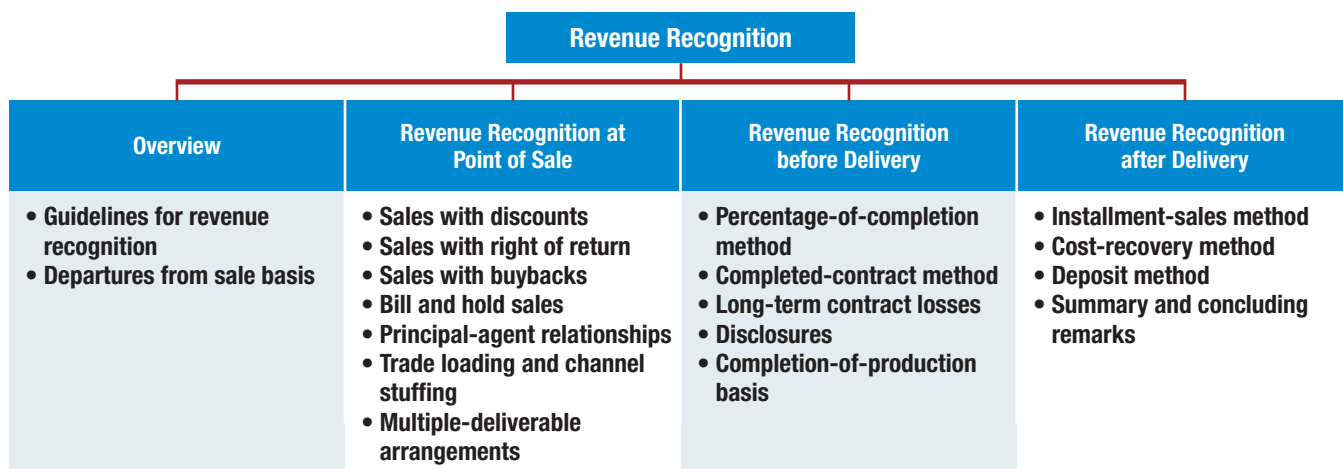 Revenue Recognition
Overview
• Guidelines for revenue
recognition
• Departures from sale basis
Revenue Recognition at
Point of Sale
• Sales with discounts
• Sales with right of return
• Sales with buybacks
• Bill and hold sales
• Principal-agent relationships
• Trade loading and channel
stuffing
• Multiple-deliverable
arrangements
Revenue Recognition
before Delivery
• Percentage-of-completion
method
• Completed-contract method
• Long-term contract losses
• Disclosures
• Completion-of-production
basis
Revenue Recognition
after Delivery
• Installment-sales method
• Cost-recovery method
• Deposit method
• Summary and concluding
remarks